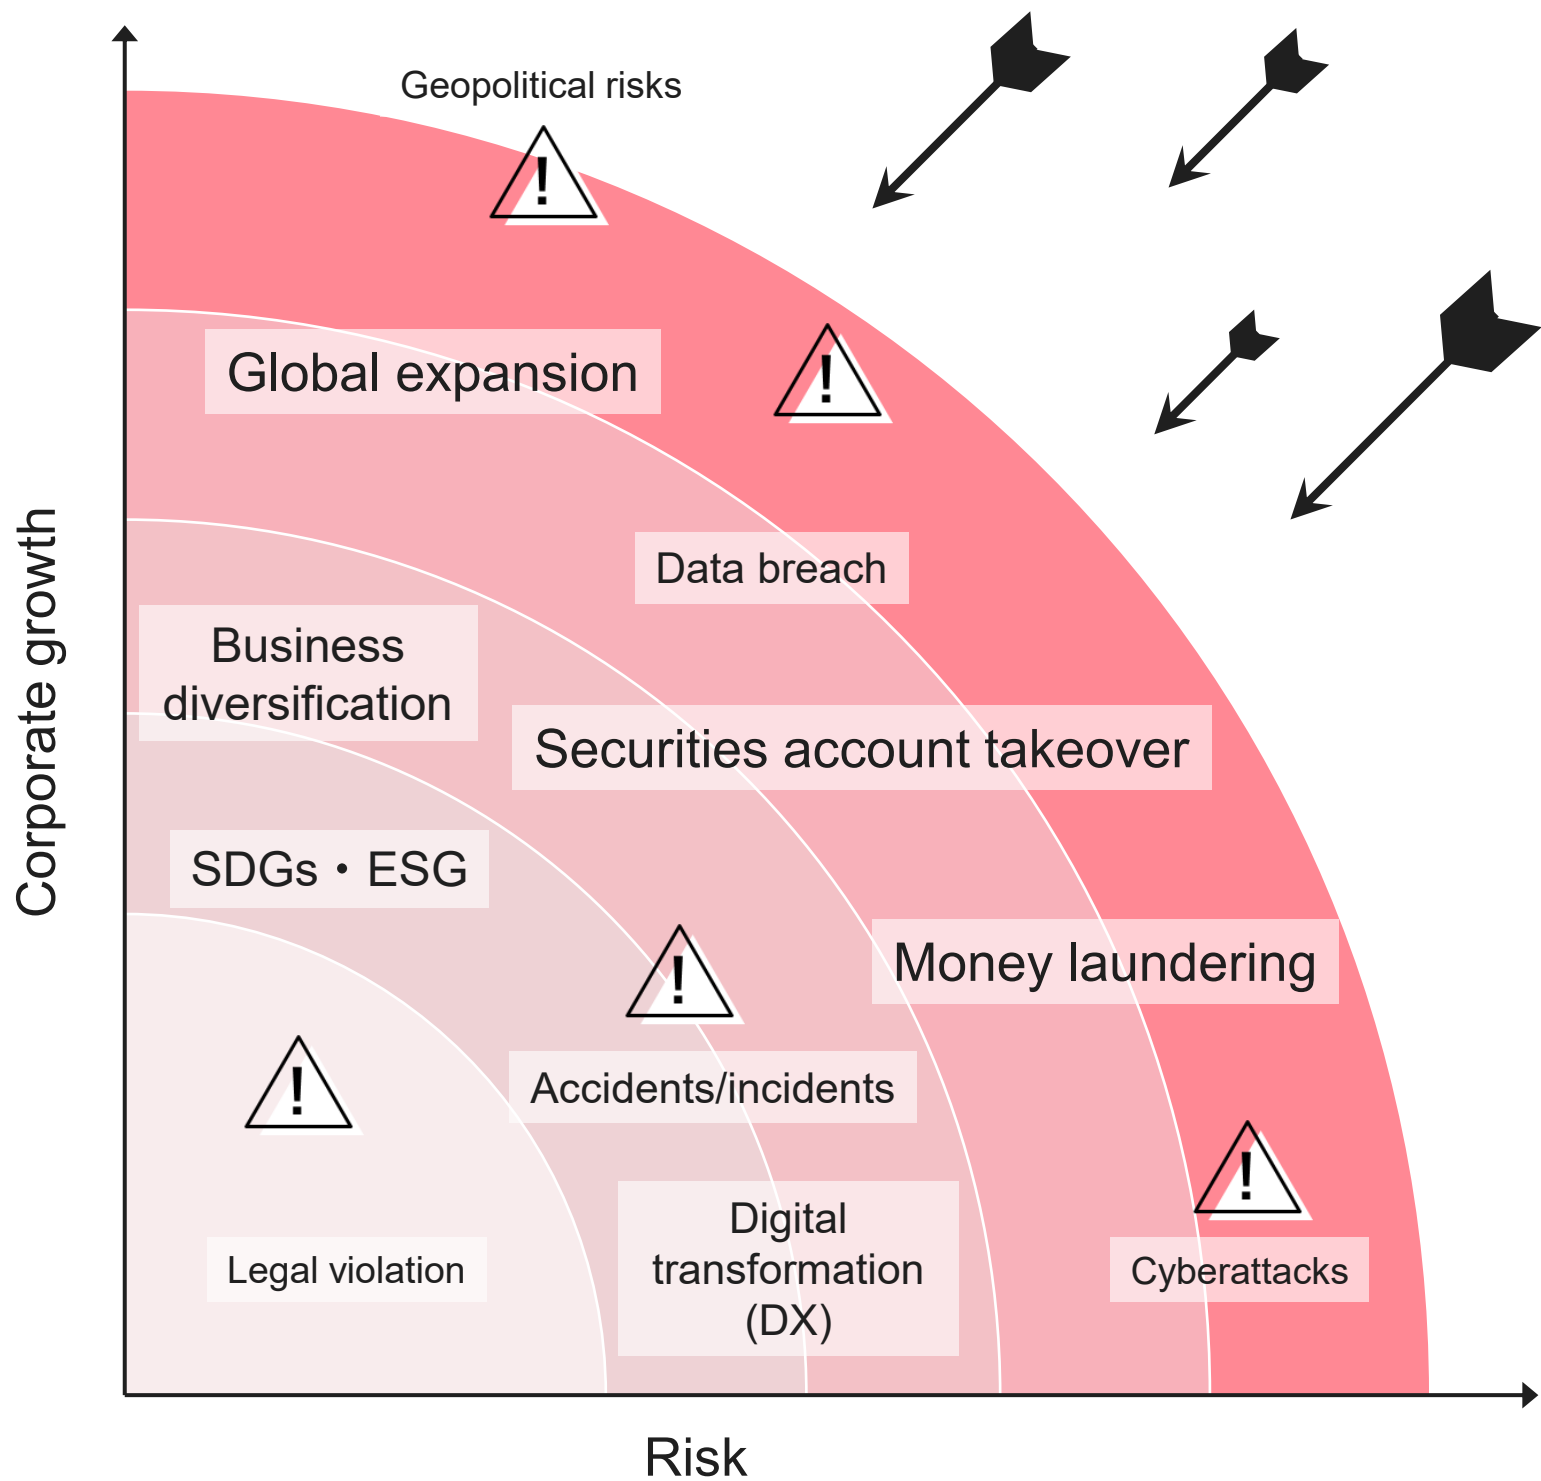 Geopolitical risks
Global expansion
Data breach
Business
diversification
Securities account takeover
SDGs・ESG
Money laundering
Accidents/incidents
Digital
transformation
(DX)
Legal violation
Cyberattacks
Corporate growth
Risk